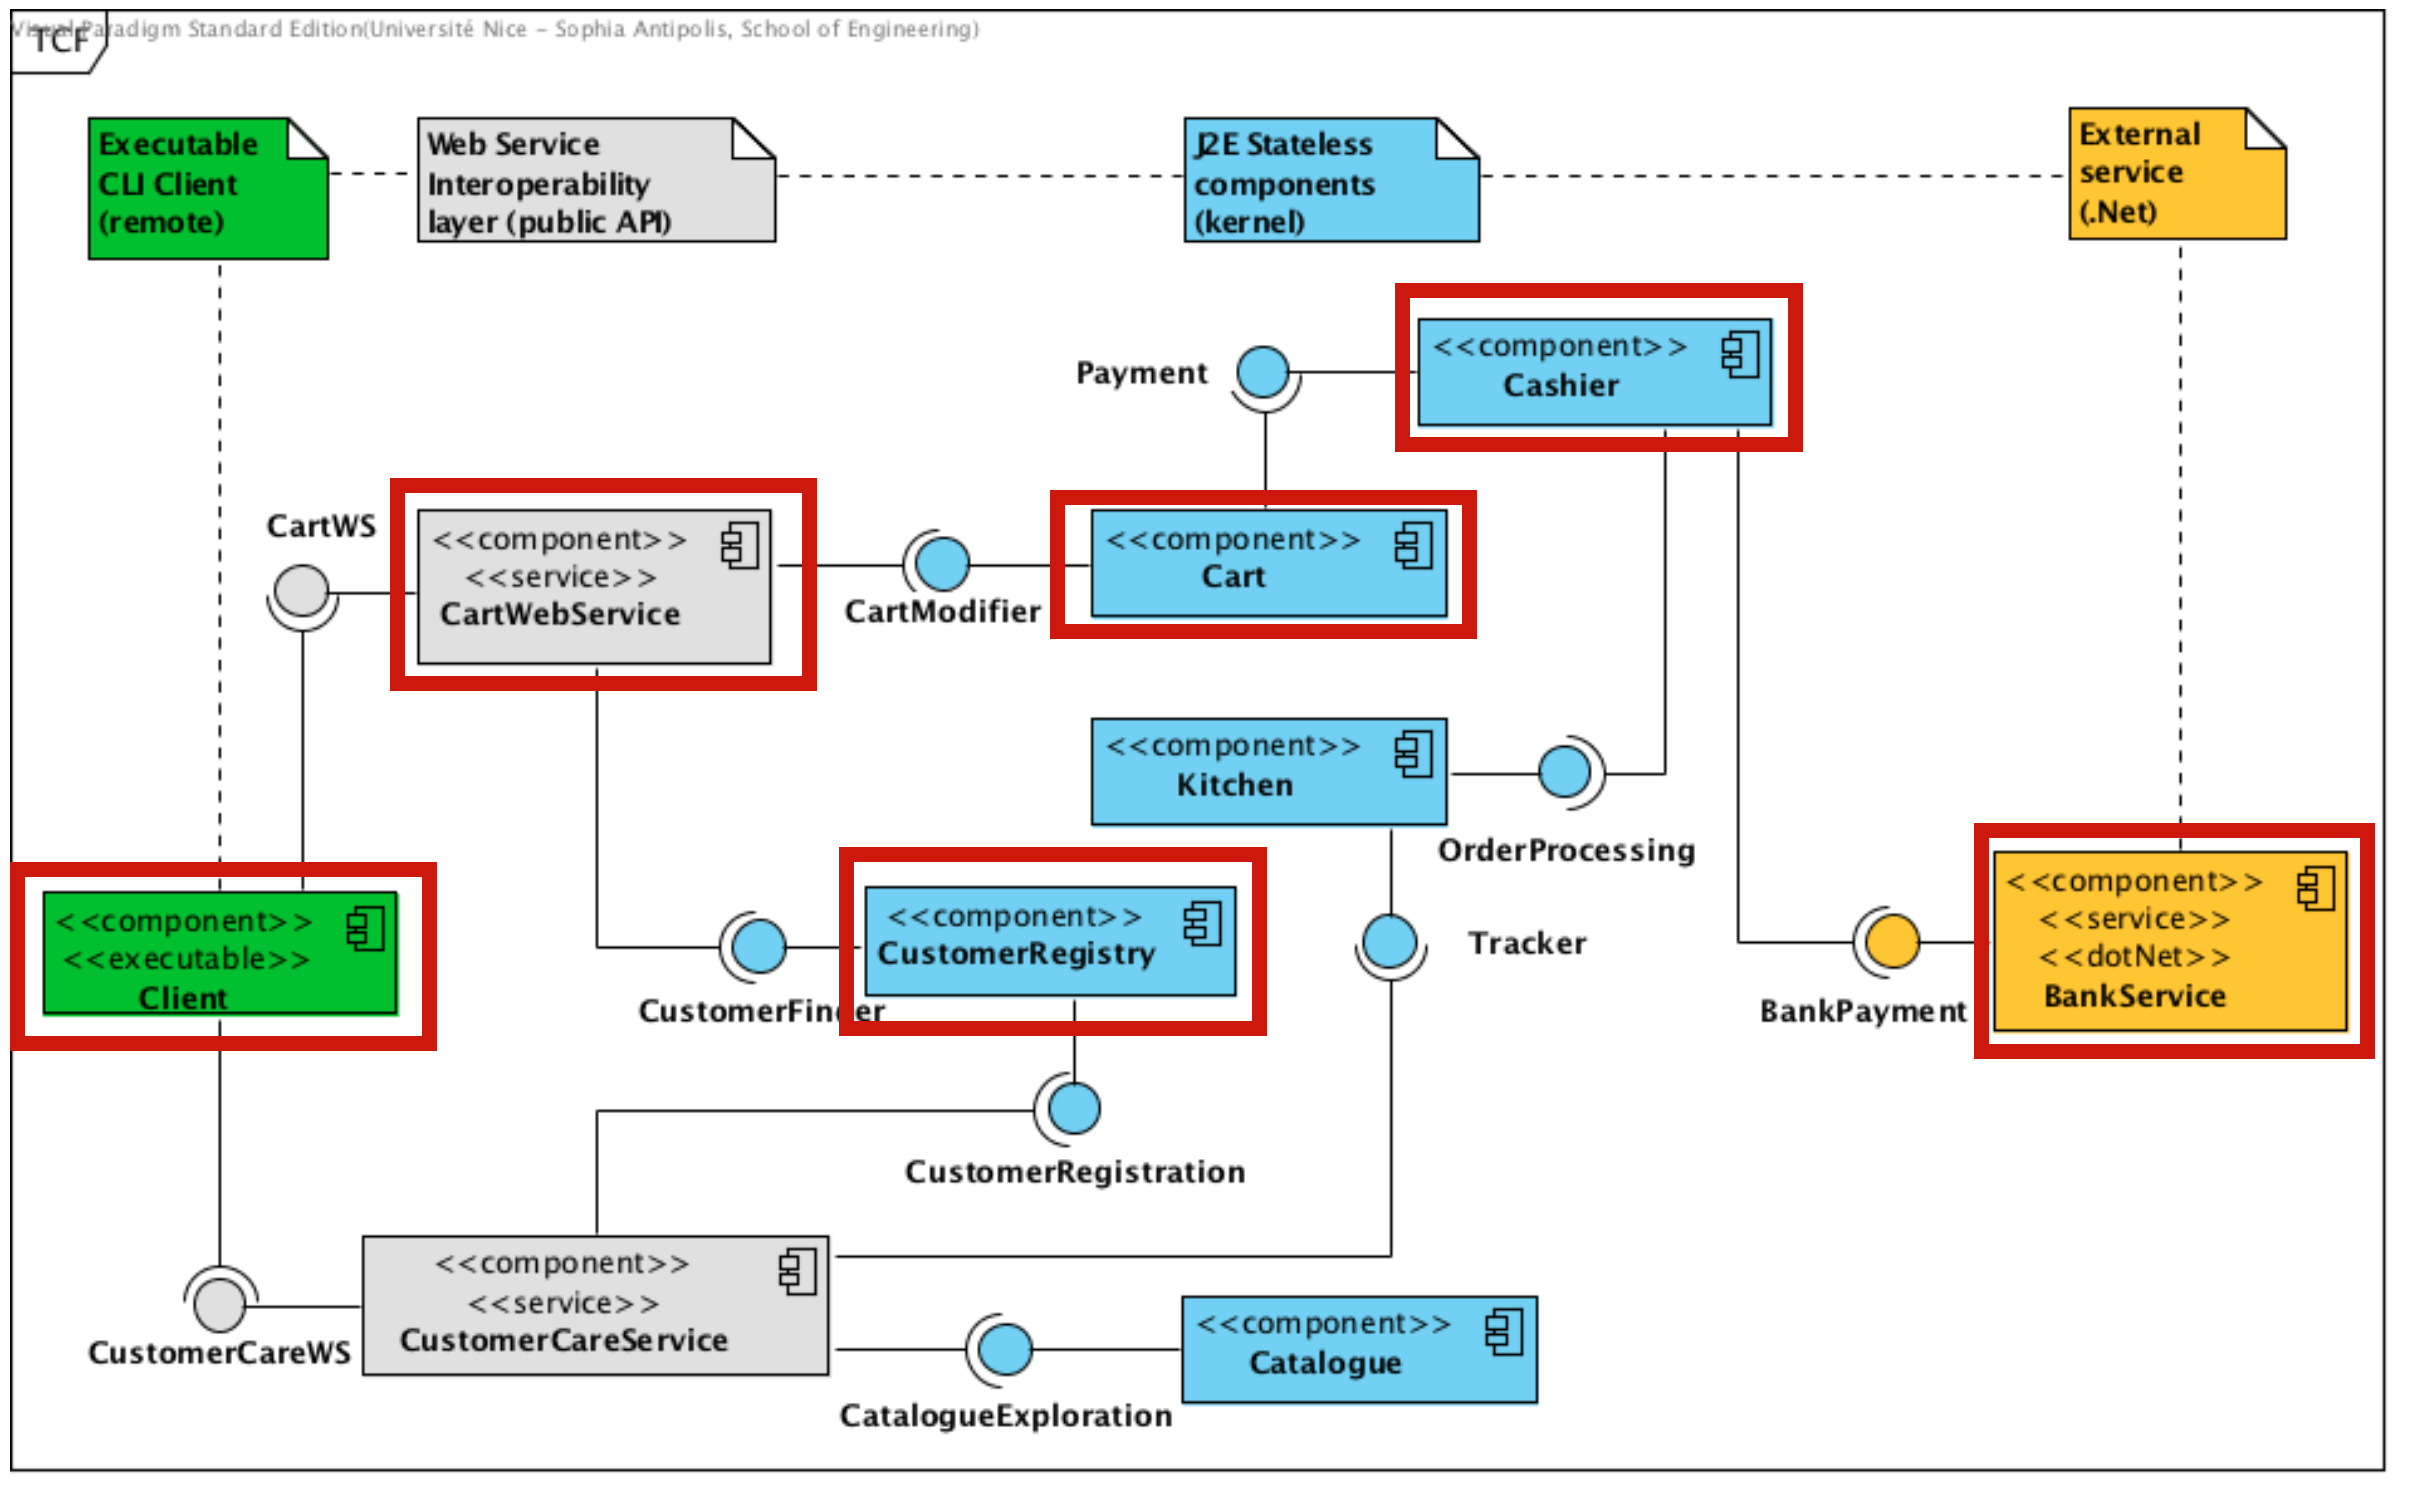 Visual Paradigm Standard Edition(Université Nice – Sophia Antipolis, School of Engineering)
TCF
Executable
CLI Client
(remote)
Web Service
Interoperability
layer (public API)
J2E Stateless
components
(kernel)
External
service
(.Net)
Payment
<<component>>
Cashier
CartWS
<<component>>
<<service>>
CartWebService
CartModifier
<<component>>
Cart
<<component>>
Kitchen
OrderProcessing
<<component>>
<<executable>>
Client
CustomerFinder
<<component>>
CustomerRegistry
Tracker
BankPayment
<<component>>
<<service>>
<<dotNet>>
BankService
CustomerRegistration
CustomerCareWS
<<component>>
<<service>>
CustomerCareService
CatalogueExploration
<<component>>
Catalogue